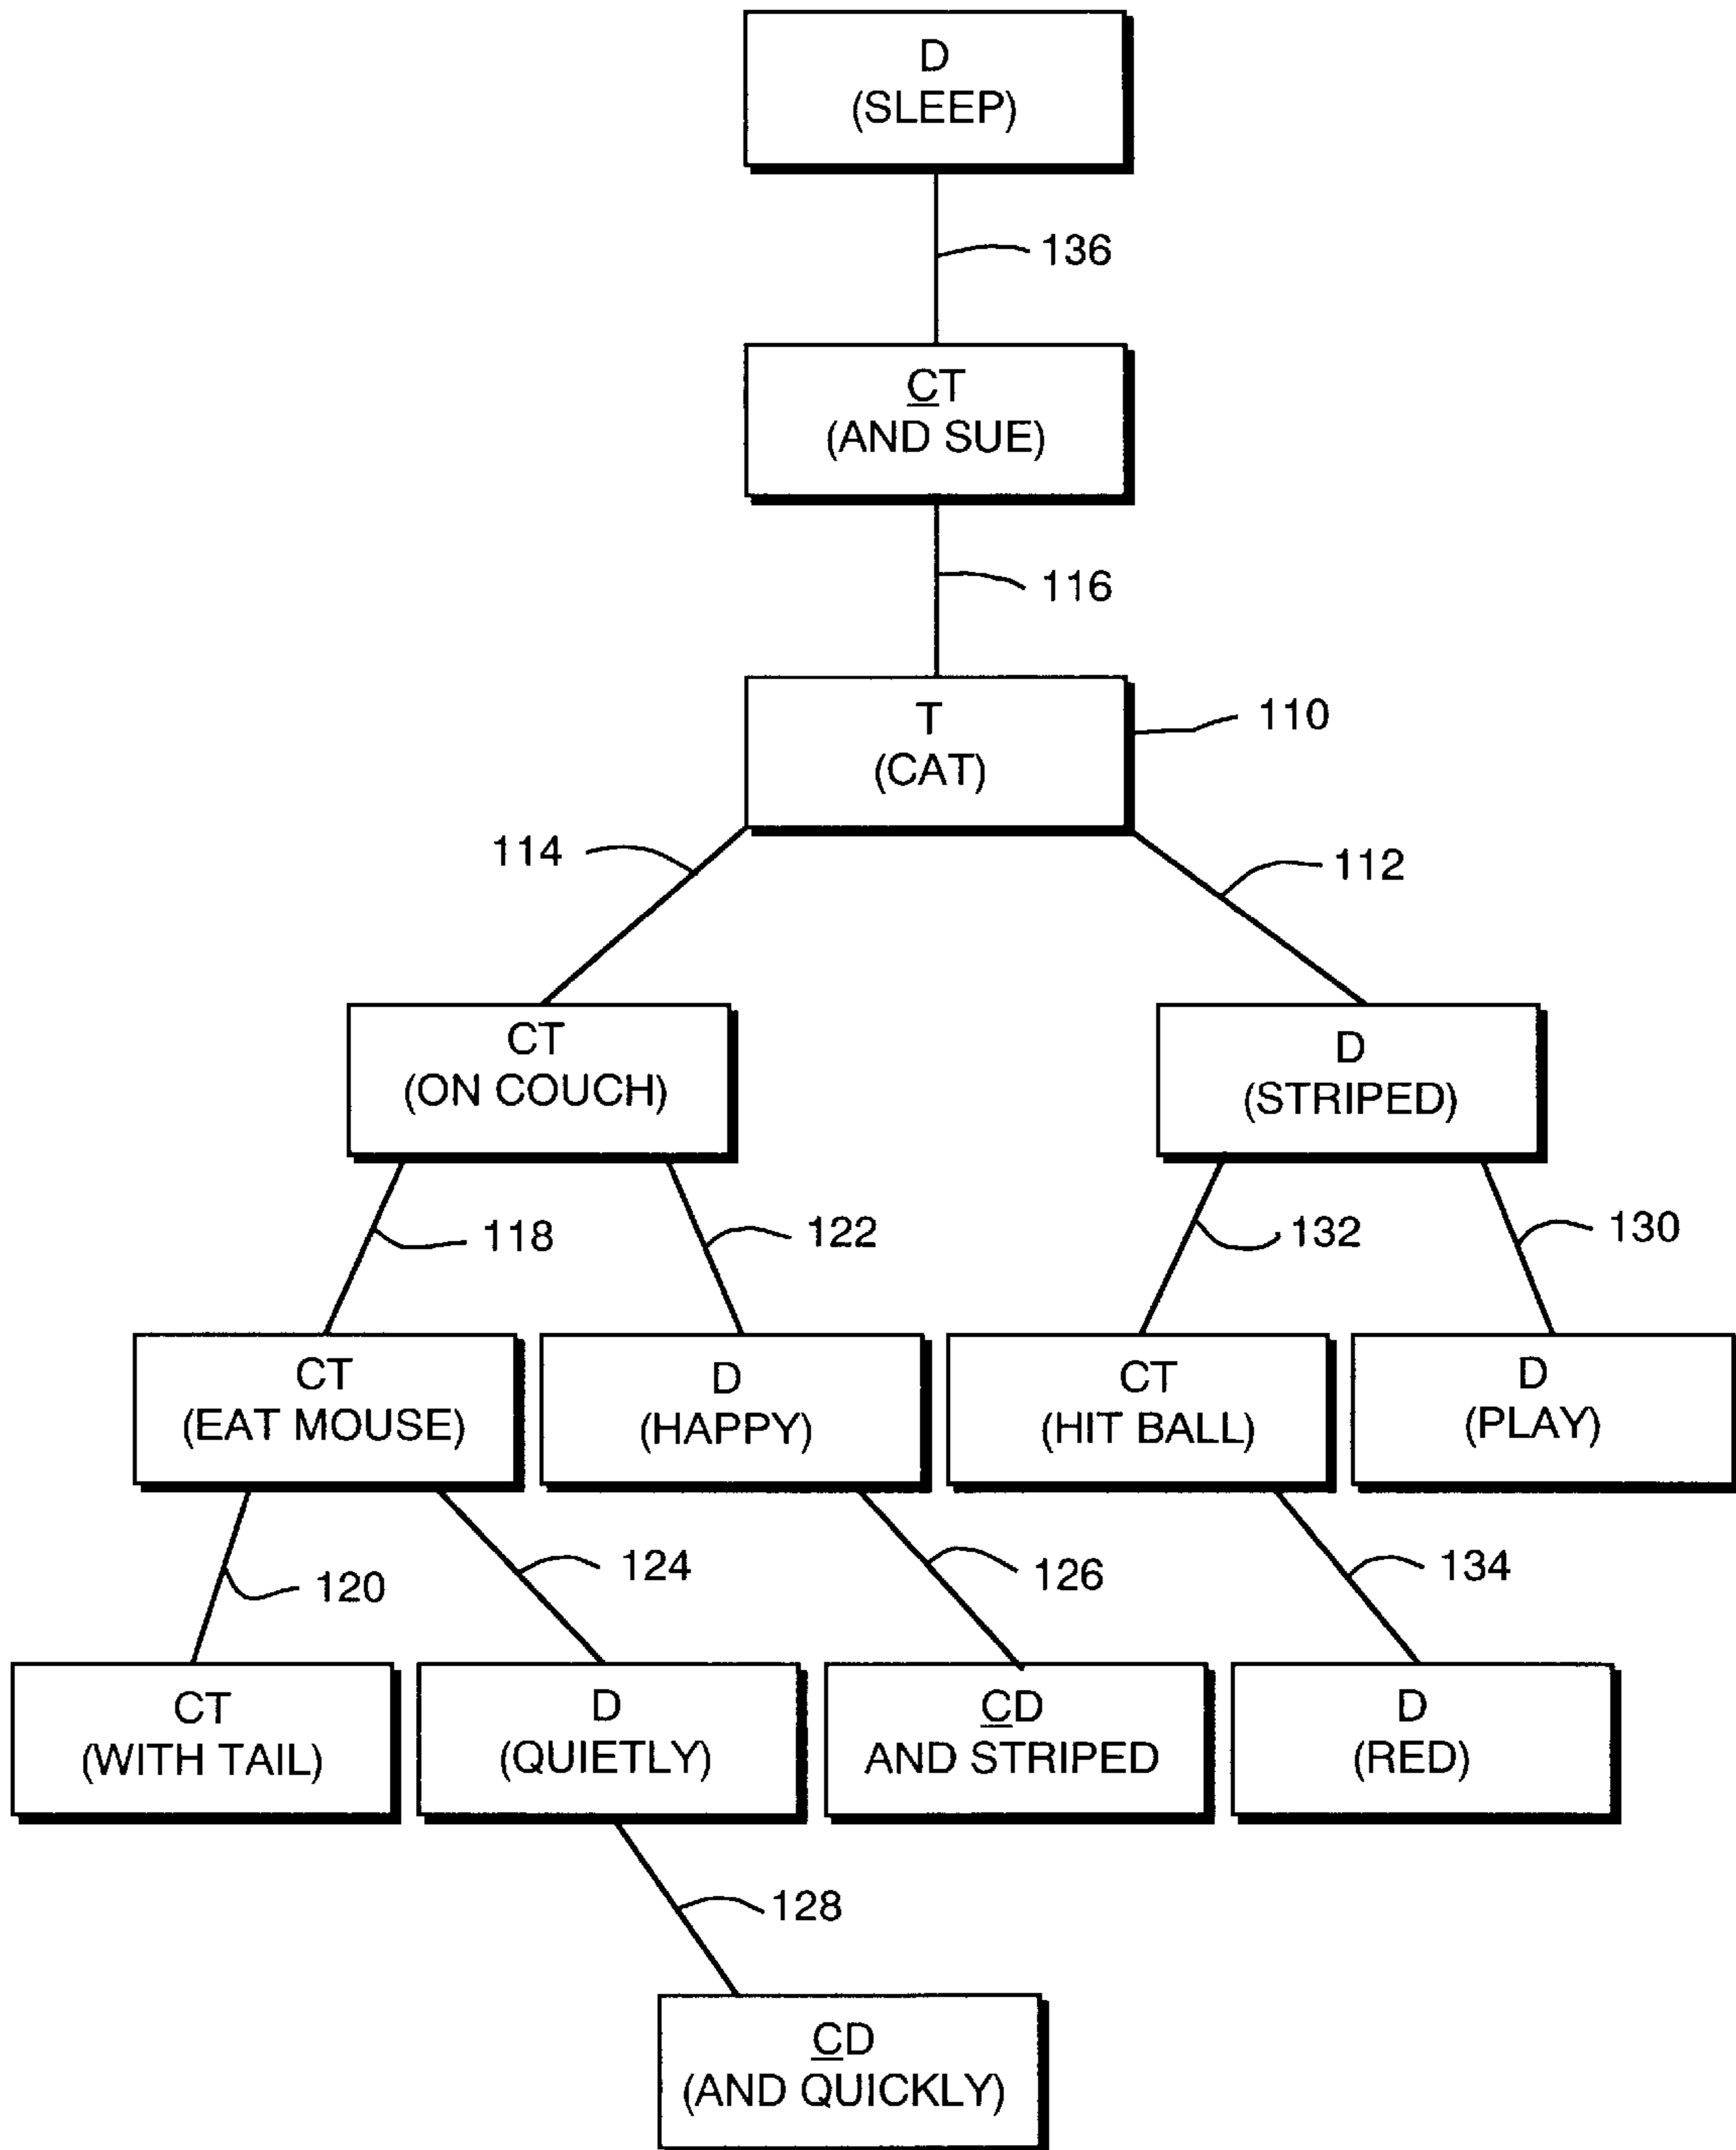 D
(SLEEP)
136
CT
(AND SUE)
116
T
(CAT)
110
114
112
CT
(ON COUCH)
D
(STRIPED)
118
122
132
130
CT
(EAT MOUSE)
D
(HAPPY)
CT
(HIT BALL)
D
(PLAY)
120
124
126
134
CT
(WITH TAIL)
D
(QUIETLY)
CD
AND STRIPED
D
(RED)
128
CD
(AND QUICKLY)